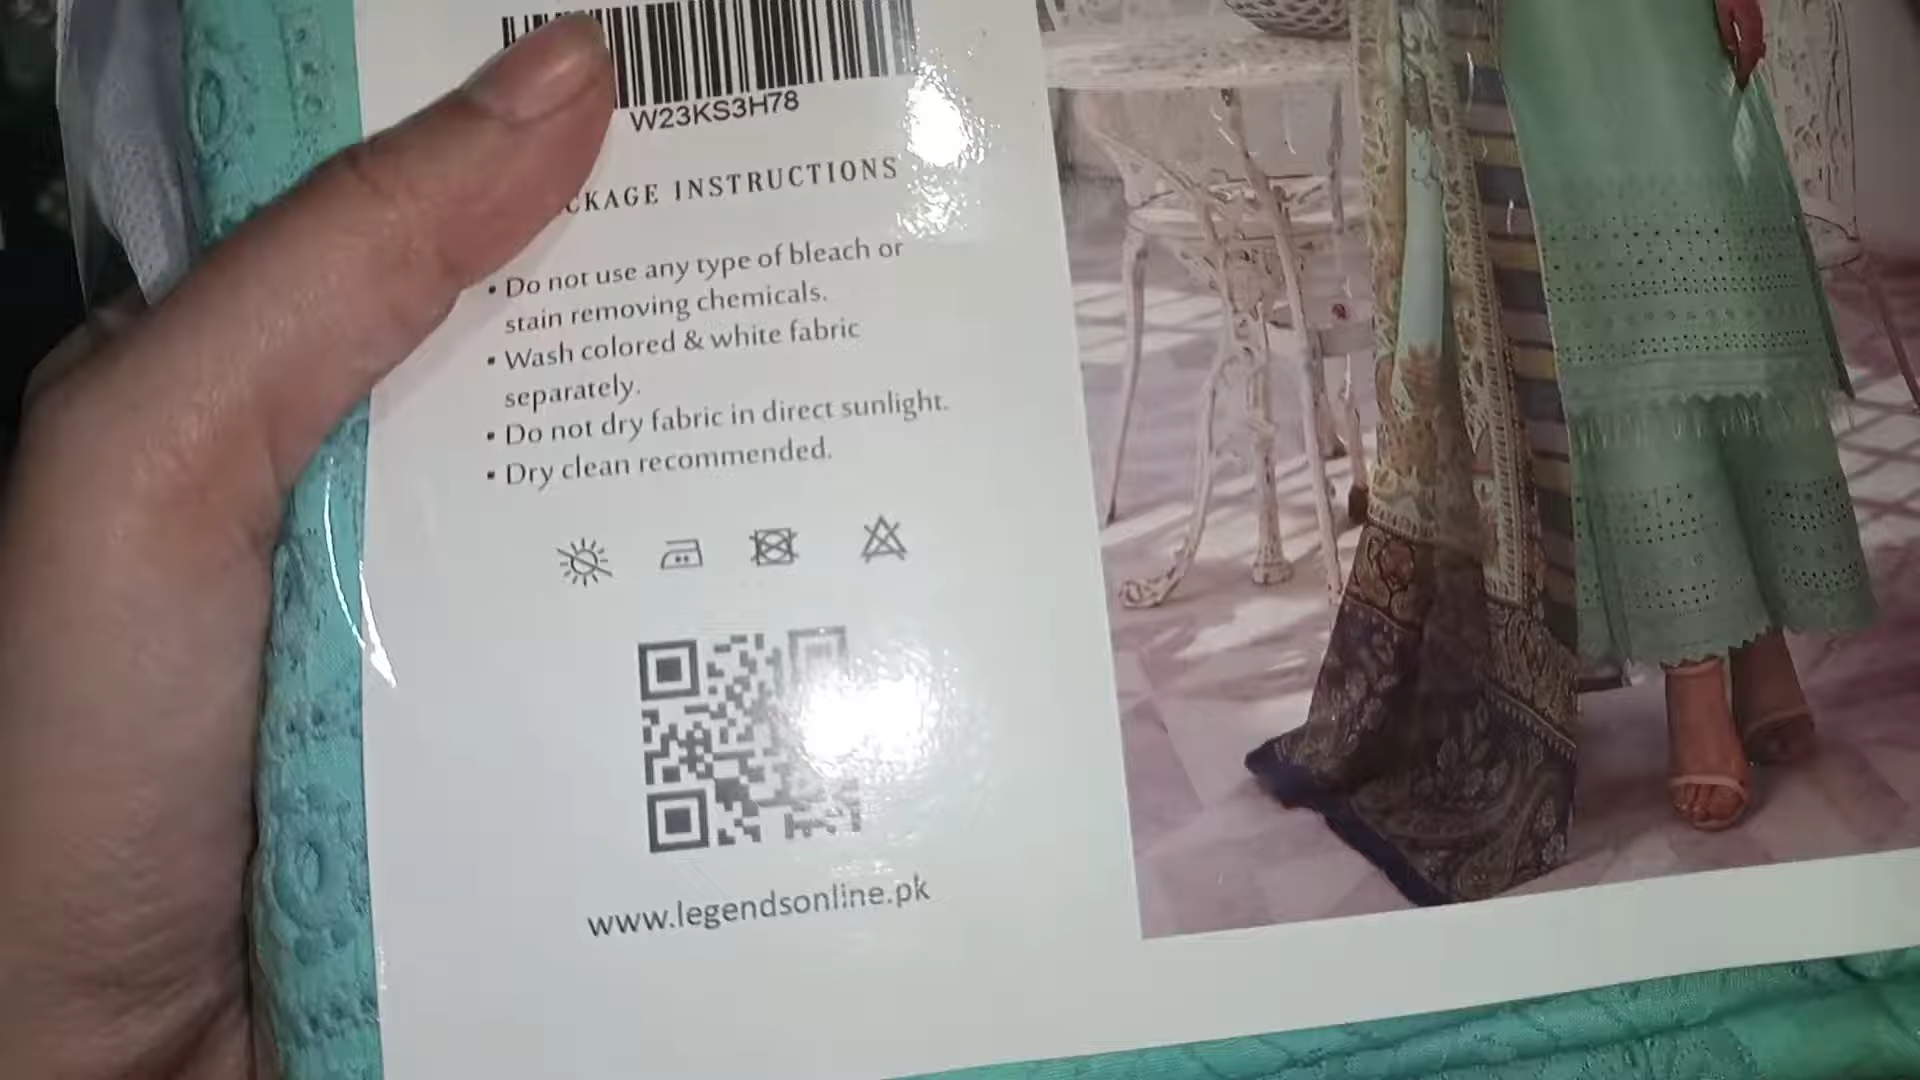 W23KS3H78
INSTRUCTIONS
• Do not use any type of bleach or
stain removing chemicals.
• Wash colored & white fabric
separately.
• Do not dry fabric in direct sunlight.
• Dry clean recommended.
www.legendsonline.pk